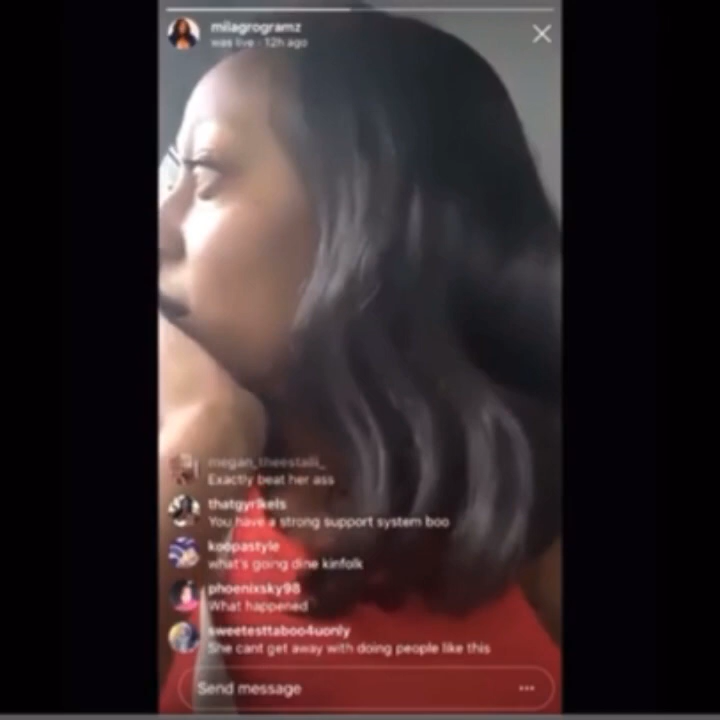 milagrogramz
was live · 12h ago
megan_theestalli_
Exactly beat her ass
thatgyrlkels
You have a strong support system boo
koopastyle
what's going dine kinfolk
phoenixsky98
What happened
sweetesttaboo4uonly
She cant get away with doing people like this
Send message